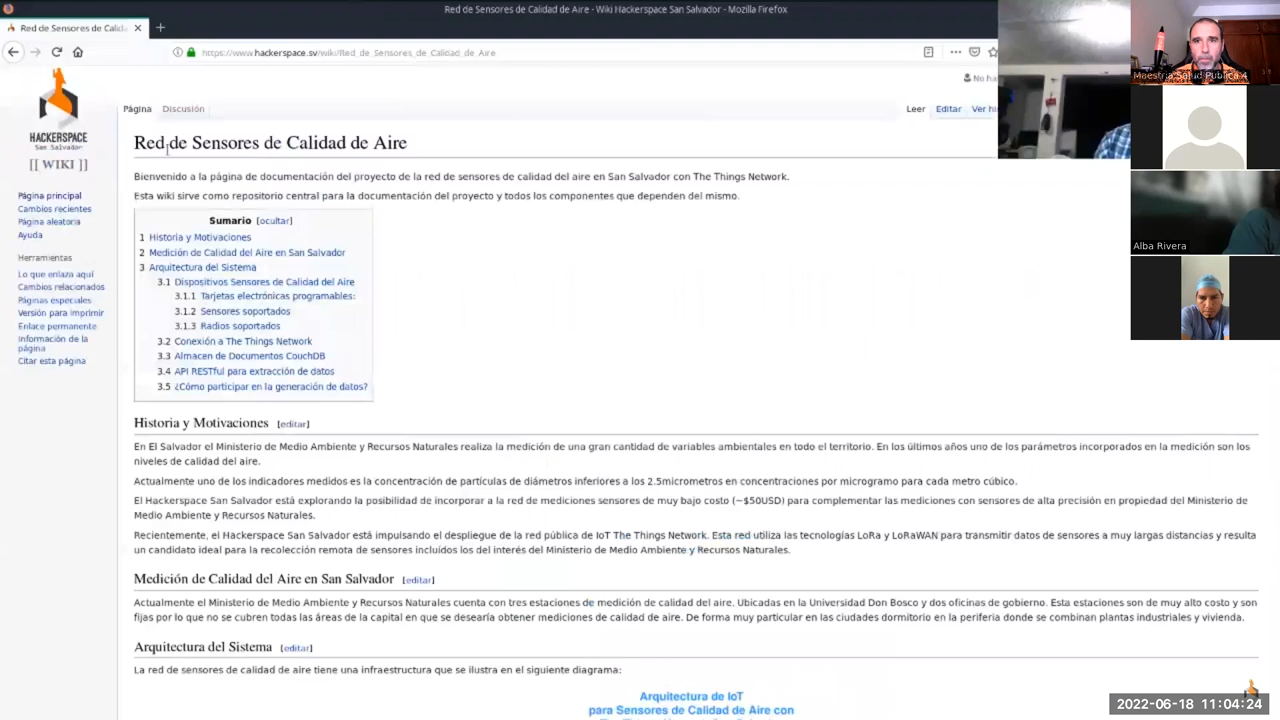 Red de Sensores de Calidad de Aire - Wiki Hackerspace San Salvador - Mozilla Firefox
Red de Sensores de Calida
https://www.hackerspace.sv/wiki/Red_de_Sensores_de_Calidad_de_Aire
No ha
Página
Discusión
Leer
Editar
Ver hi
HACKERSPACE
San Salvador
[[ WIKI ]]
Página principal
Cambios recientes
Página aleatoria
Ayuda
Herramientas
Lo que enlaza aquí
Cambios relacionados
Páginas especiales
Versión para imprimir
Enlace permanente
Información de la
página
Citar esta página
Red de Sensores de Calidad de Aire
Bienvenido a la página de documentación del proyecto de la red de sensores de calidad del aire en San Salvador con The Things Network.
Esta wiki sirve como repositorio central para la documentación del proyecto y todos los componentes que dependen del mismo.
Sumario [ocultar]
1 Historia y Motivaciones
2 Medición de Calidad del Aire en San Salvador
3 Arquitectura del Sistema
3.1 Dispositivos Sensores de Calidad del Aire
3.1.1 Tarjetas electrónicas programables:
3.1.2 Sensores soportados
3.1.3 Radios soportados
3.2 Conexión a The Things Network
3.3 Almacen de Documentos CouchDB
3.4 API RESTful para extracción de datos
3.5 ¿Cómo participar en la generación de datos?
Historia y Motivaciones [editar]
En El Salvador el Ministerio de Medio Ambiente y Recursos Naturales realiza la medición de una gran cantidad de variables ambientales en todo el territorio. En los últimos años uno de los parámetros incorporados en la medición son los
niveles de calidad del aire.
Actualmente uno de los indicadores medidos es la concentración de partículas de diámetros inferiores a los 2.5micrometros en concentraciones por microgramo para cada metro cúbico.
El Hackerspace San Salvador está explorando la posibilidad de incorporar a la red de mediciones sensores de muy bajo costo (~$50USD) para complementar las mediciones con sensores de alta precisión en propiedad del Ministerio de
Medio Ambiente y Recursos Naturales.
Recientemente, el Hackerspace San Salvador está impulsando el despliegue de la red pública de IoT The Things Network. Esta red utiliza las tecnologías LoRa y LoRaWAN para transmitir datos de sensores a muy largas distancias y resulta
un candidato ideal para la recolección remota de sensores incluídos los del interés del Ministerio de Medio Ambiente y Recursos Naturales.
Medición de Calidad del Aire en San Salvador [editar]
Actualmente el Ministerio de Medio Ambiente y Recursos Naturales cuenta con tres estaciones de medición de calidad del aire. Ubicadas en la Universidad Don Bosco y dos oficinas de gobierno. Esta estaciones son de muy alto costo y son
fijas por lo que no se cubren todas las áreas de la capital en que se desearía obtener mediciones de calidad de aire. De forma muy particular en las ciudades dormitorio en la periferia donde se combinan plantas industriales y vivienda.
Arquitectura del Sistema [editar]
La red de sensores de calidad de aire tiene una infraestructura que se ilustra en el siguiente diagrama:
Arquitectura de IoT
para Sensores de Calidad de Aire con
Maestría Salud Publica 4
Alba Rivera
2022-06-18 11:04:24